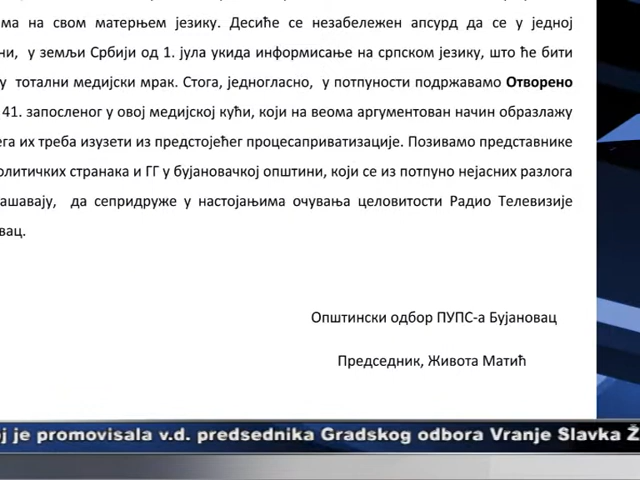 ма на свом матерњем језику. Десиће се незабележен апсурд да се у једној
ни, у земљи Србији од 1. јула укида информисање на српском језику, што ће бити
у тотални медијски мрак. Стога, једногласно, у потпуности подржавамо Отворено
41. запосленог у овој медијској кући, који на веома аргументован начин образлажу
ега их треба изузети из предстојећег процесаприватизације. Позивамо представнике
олитичких странака и ГГ у бујановачкој општини, који се из потпуно нејасних разлога
ашавају, да сепридруже у настојањима очувања целовитости Радио Телевизије
вац.
Општински одбор ПУПС-а Бујановац
Председник, Живота Матић
oj je promovisala v.d. predsednika Gradskog odbora Vranje Slavka Ž